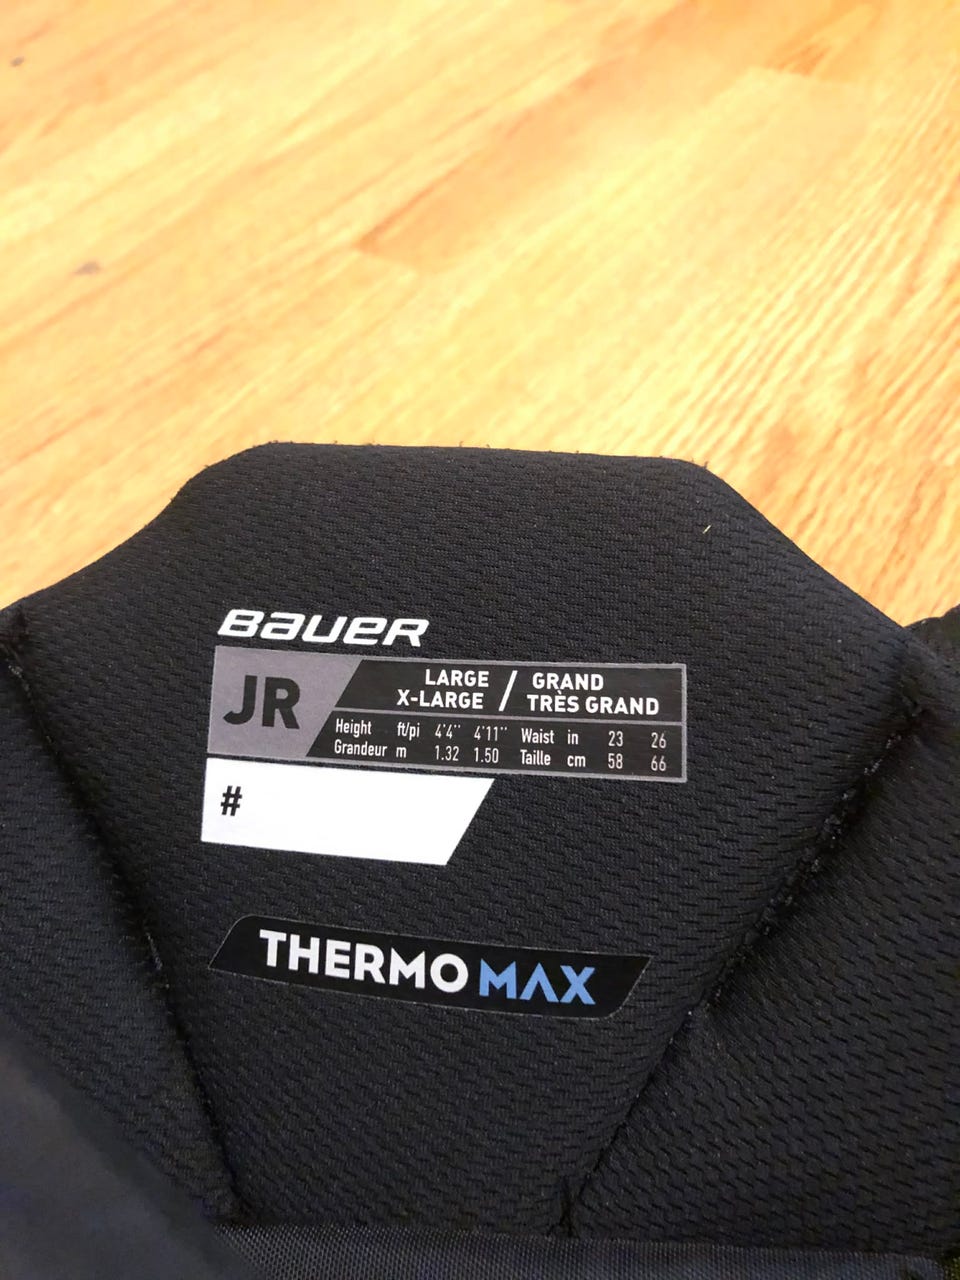 BAUER
JR
LARGE / GRAND
X-LARGE / TRÈS GRAND
Height ft/pi 4'4'' 4'11'' Waist in 23 26
Grandeur m 1.32 1.50 Taille cm 58 66
#
THERMO MAX